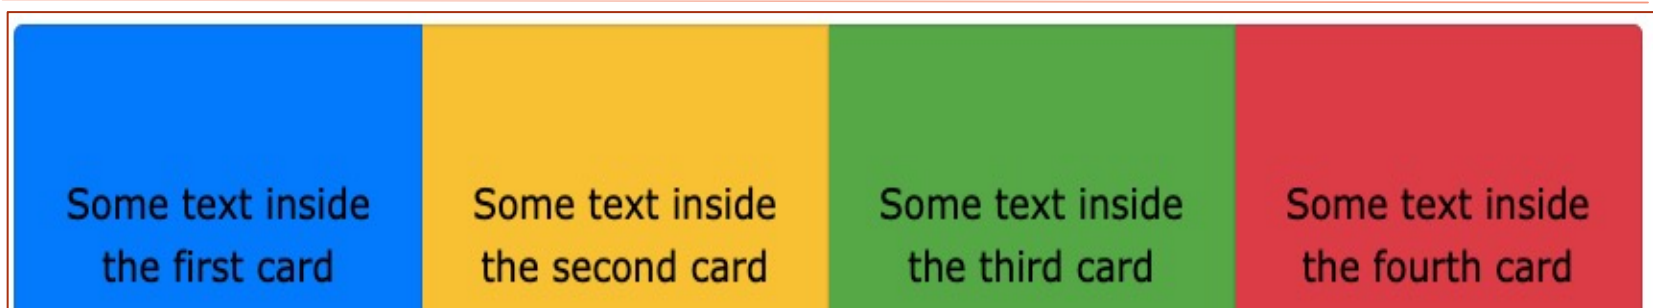 Some text inside
the first card
Some text inside
the second card
Some text inside
the third card
Some text inside
the fourth card